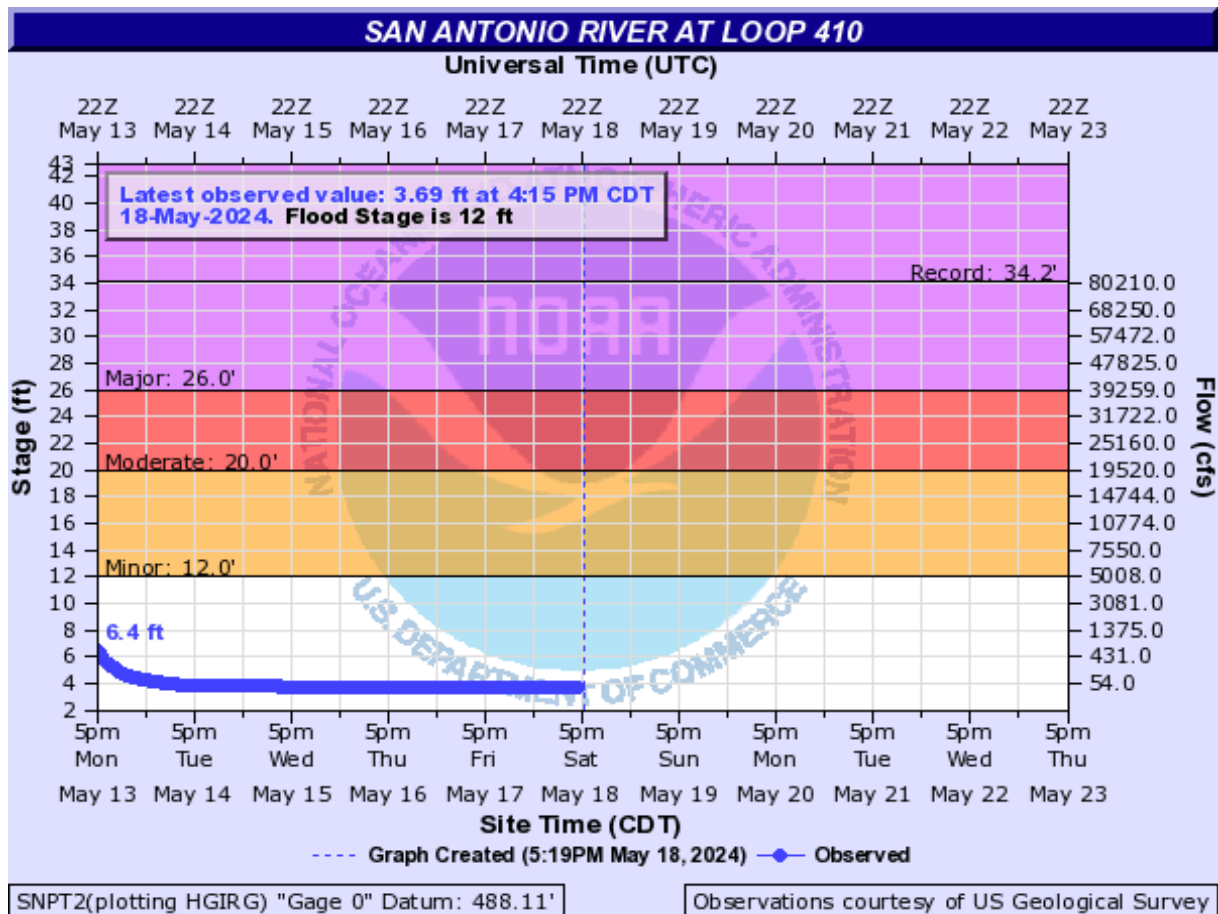 SAN ANTONIO RIVER AT LOOP 410
Universal Time (UTC)
22Z 22Z 22Z 22Z 22Z 22Z 22Z 22Z 22Z 22Z 22Z
May 13 May 14 May 15 May 16 May 17 May 18 May 19 May 20 May 21 May 22 May 23
Latest observed value: 3.69 ft at 4:15 PM CDT
18-May-2024. Flood Stage is 12 ft
Record: 34.2'
Major: 26.0'
Moderate: 20.0'
Minor: 12.0'
6.4 ft
NATIONAL OCEANIC AND ATMOSPHERIC ADMINISTRATION
NOAA
U.S. DEPARTMENT OF COMMERCE
Stage (ft)
43
42
40
38
36
34
32
30
28
26
24
22
20
18
16
14
12
10
8
6
4
2
Flow (cfs)
80210.0
68250.0
57472.0
47825.0
39259.0
31722.0
25160.0
19520.0
14744.0
10774.0
7550.0
5008.0
3081.0
1375.0
431.0
54.0
5pm 5pm 5pm 5pm 5pm 5pm 5pm 5pm 5pm 5pm 5pm
Mon Tue Wed Thu Fri Sat Sun Mon Tue Wed Thu
May 13 May 14 May 15 May 16 May 17 May 18 May 19 May 20 May 21 May 22 May 23
Site Time (CDT)
Graph Created (5:19PM May 18, 2024) Observed
SNPT2(plotting HGIRG) "Gage 0" Datum: 488.11'
Observations courtesy of US Geological Survey